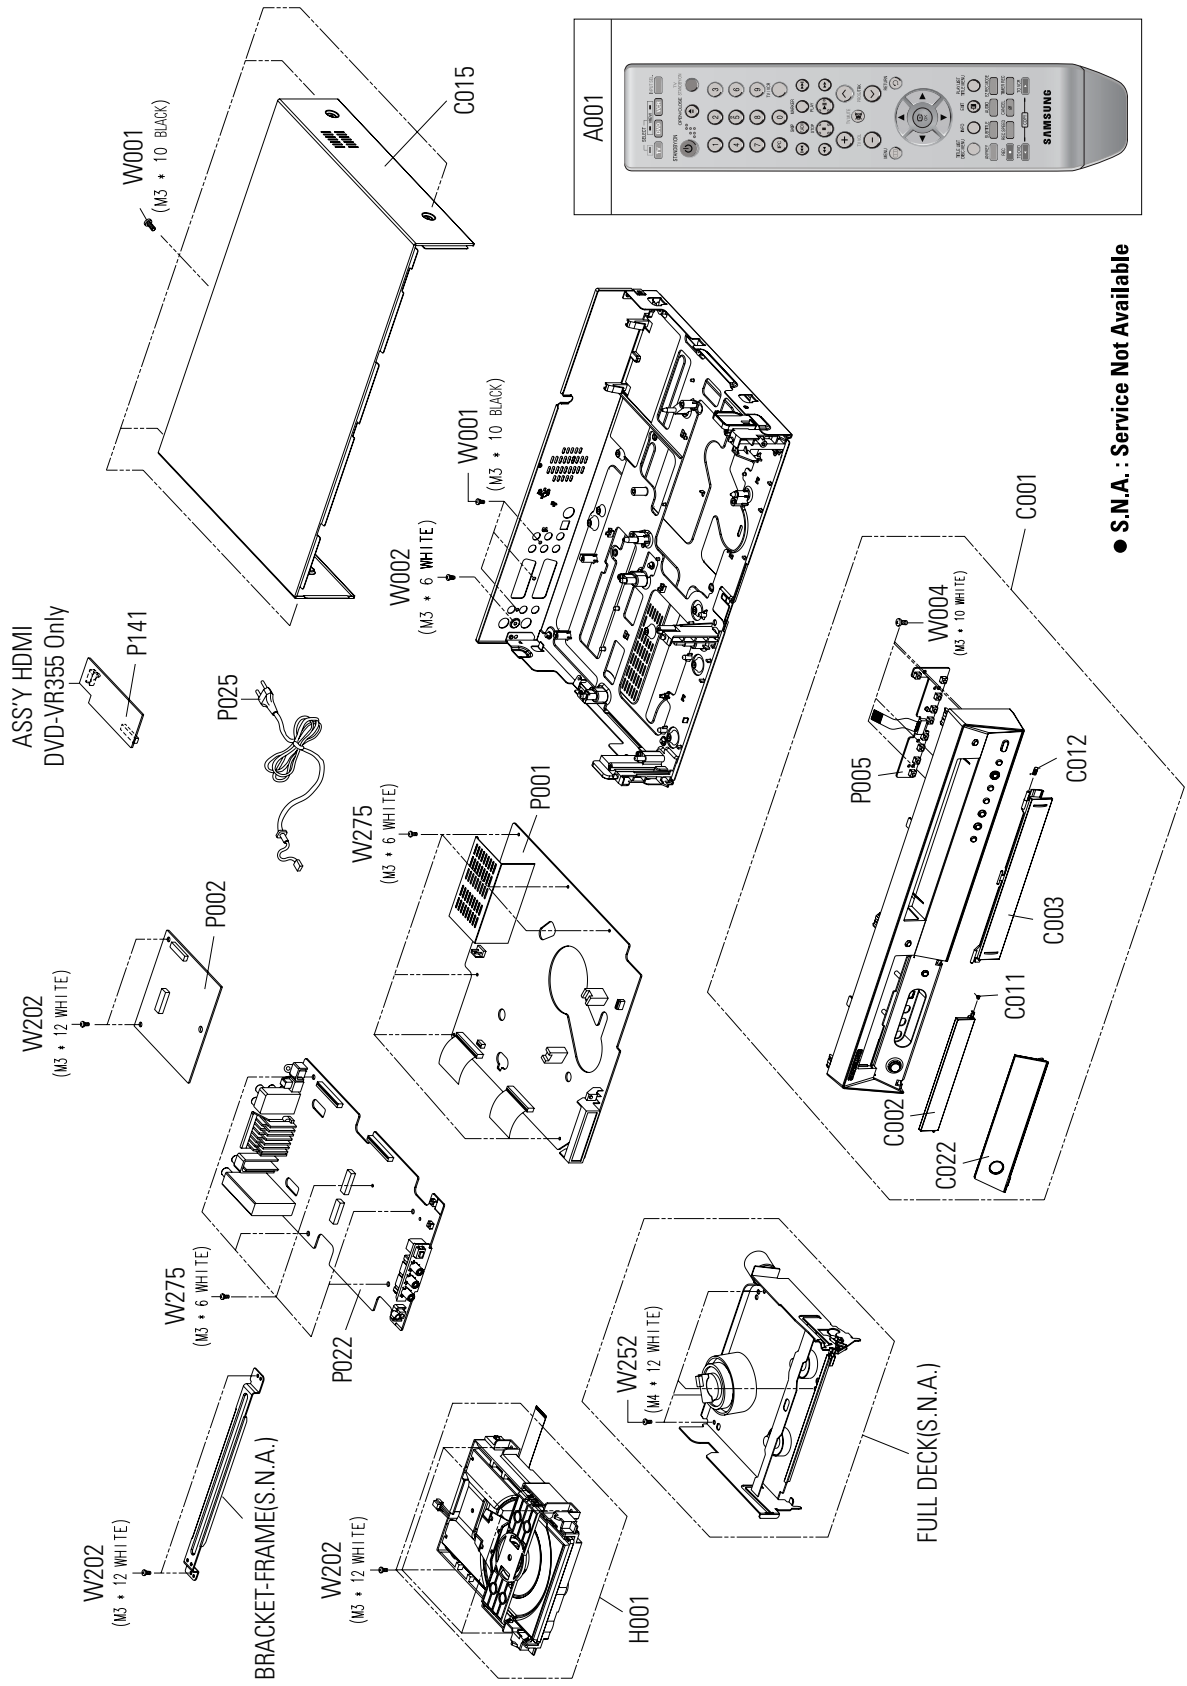 ASS'Y HDMI
DVD-VR355 Only
P141
W001
(M3 * 10 BLACK)
C015
P025
W202
(M3 * 12 WHITE)
P002
W002
(M3 * 6 WHITE)
W001
(M3 * 10 BLACK)
A001
SAMSUNG
W275
(M3 * 6 WHITE)
P001
W275
(M3 * 6 WHITE)
P022
W202
(M3 * 12 WHITE)
BRACKET-FRAME(S.N.A.)
W202
(M3 * 12 WHITE)
H001
W252
(M4 * 12 WHITE)
FULL DECK(S.N.A.)
C001
W004
(M3 * 10 WHITE)
P005
C012
C003
C011
C002
C022
● S.N.A. : Service Not Available